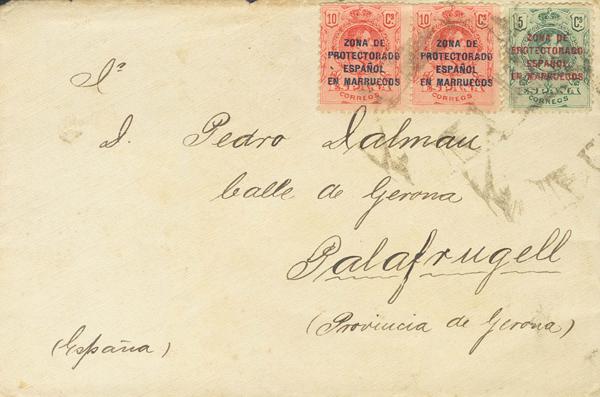 10 Cs
ZONA DE
PROTECTORADO
ESPAÑOL
EN MARRUECOS
CORREOS
10 Cs
ZONA DE
PROTECTORADO
ESPAÑOL
EN MARRUECOS
CORREOS
5 Cs
ZONA DE
PROTECTORADO
ESPAÑOL
EN MARRUECOS
CORREOS
D. Pedro Dalmau
Calle de Gerona
Palafrugell
(Provincia de Gerona)
(España)